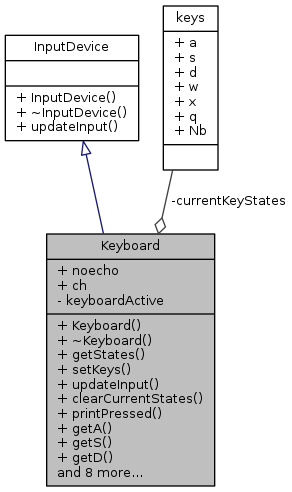 keys
+ a
+ s
+ d
+ w
+ x
+ q
+ Nb
InputDevice
+ InputDevice()
+ ~InputDevice()
+ updateInput()
-currentKeyStates
Keyboard
+ noecho
+ ch
- keyboardActive
+ Keyboard()
+ ~Keyboard()
+ getStates()
+ setKeys()
+ updateInput()
+ clearCurrentStates()
+ printPressed()
+ getA()
+ getS()
+ getD()
and 8 more...